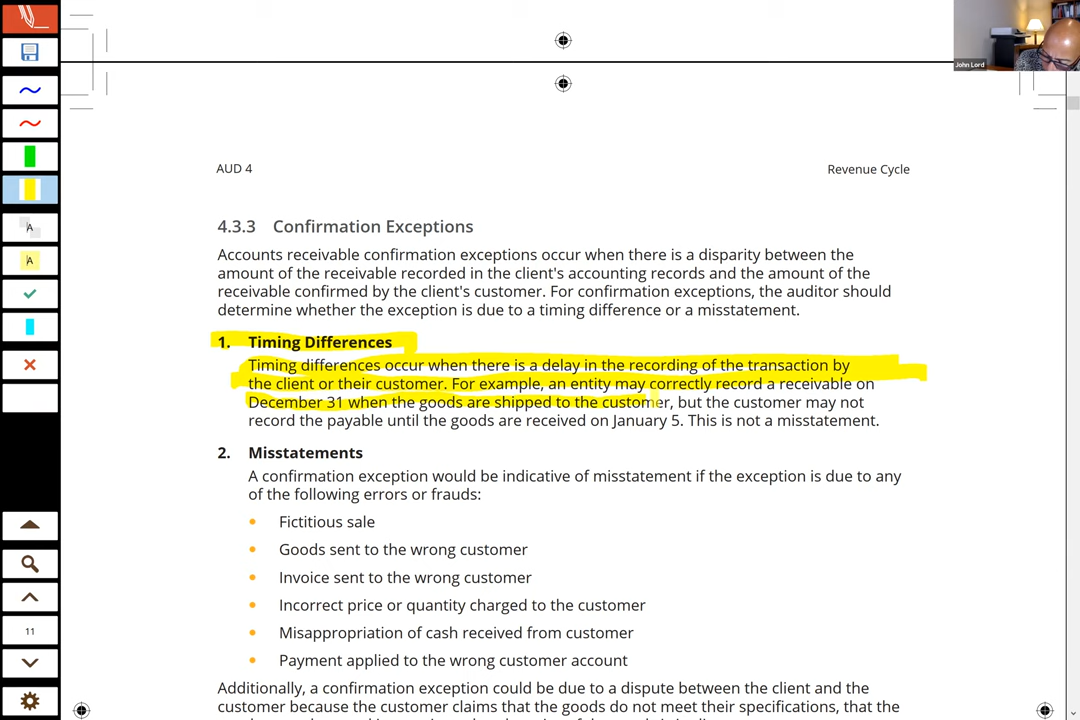 John Lord
AUD 4
Revenue Cycle
4.3.3 Confirmation Exceptions
Accounts receivable confirmation exceptions occur when there is a disparity between the
amount of the receivable recorded in the client's accounting records and the amount of the
receivable confirmed by the client's customer. For confirmation exceptions, the auditor should
determine whether the exception is due to a timing difference or a misstatement.
1. Timing Differences
Timing differences occur when there is a delay in the recording of the transaction by
the client or their customer. For example, an entity may correctly record a receivable on
December 31 when the goods are shipped to the customer, but the customer may not
record the payable until the goods are received on January 5. This is not a misstatement.
2. Misstatements
A confirmation exception would be indicative of misstatement if the exception is due to any
of the following errors or frauds:
• Fictitious sale
• Goods sent to the wrong customer
• Invoice sent to the wrong customer
• Incorrect price or quantity charged to the customer
• Misappropriation of cash received from customer
• Payment applied to the wrong customer account
Additionally, a confirmation exception could be due to a dispute between the client and the
customer because the customer claims that the goods do not meet their specifications, that the
A
A
11